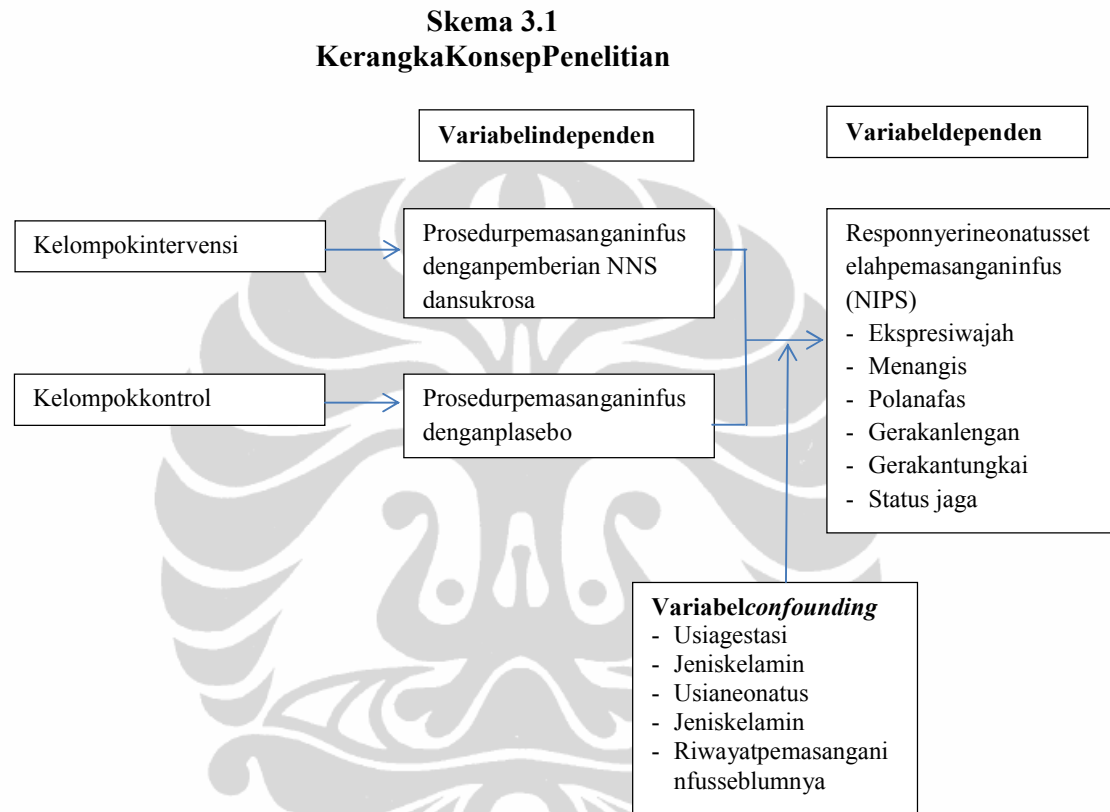 Skema 3.1
KerangkaKonsepPenelitian
Variabelindependen
Variabeldependen
Kelompokintervensi
Prosedurpemasanganinfus
denganpemberian NNS
dansukrosa
Responnyerineonatusset
elahpemasanganinfus
(NIPS)
- Ekspresiwajah
- Menangis
- Polanafas
- Gerakanlengan
- Gerakantungkai
- Status jaga
Kelompokkontrol
Prosedurpemasanganinfus
denganplasebo
Variabelconfounding
- Usiagestasi
- Jeniskelamin
- Usianeonatus
- Jeniskelamin
- Riwayatpemasangani
nfusseblumnya